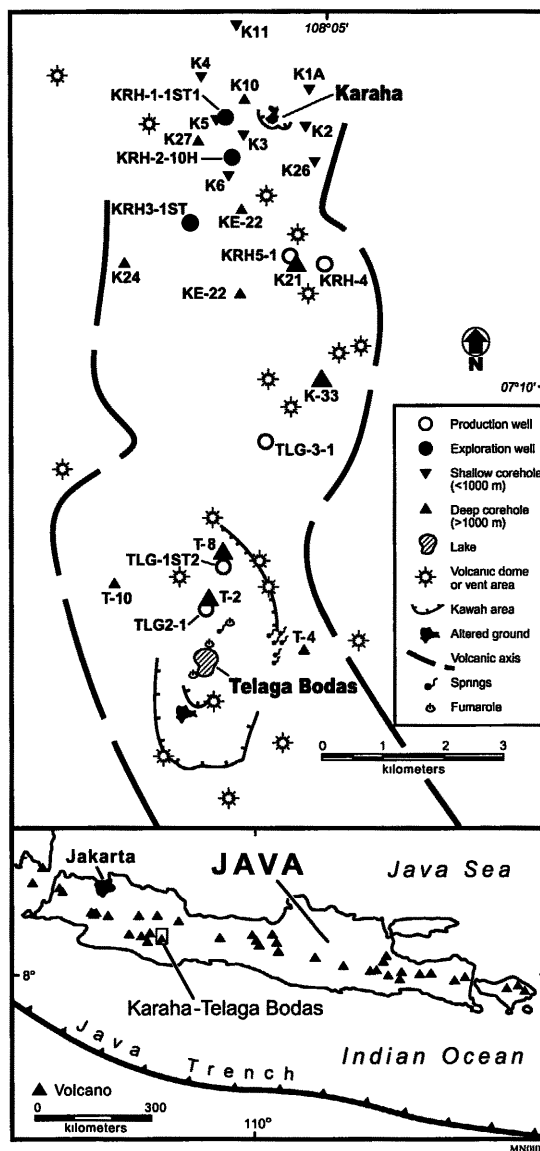 108°05'
K11
K4
K1A
K10
KRH-1-1ST1
Karaha
K5
K2
K27
K3
KRH-2-10H
K26
K6
KRH3-1ST
KE-22
KRH5-1
K24
K21
KRH-4
KE-22
N
07°10'
K-33
TLG-3-1
Production well
Exploration well
Shallow corehole
(<1000 m)
Deep corehole
(>1000 m)
Lake
Volcanic dome
or vent area
Kawah area
Altered ground
Volcanic axis
Springs
Fumarole
T-8
TLG-1ST2
T-10
T-2
TLG2-1
T-4
Telaga Bodas
0 1 2 3
kilometers
Jakarta
JAVA
Java Sea
8°
Karaha-Telaga Bodas
Java Trench
Indian Ocean
Volcano
0 300
kilometers
110°